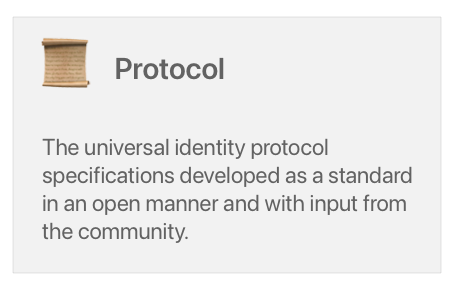 Protocol
The universal identity protocol
specifications developed as a standard
in an open manner and with input from
the community.